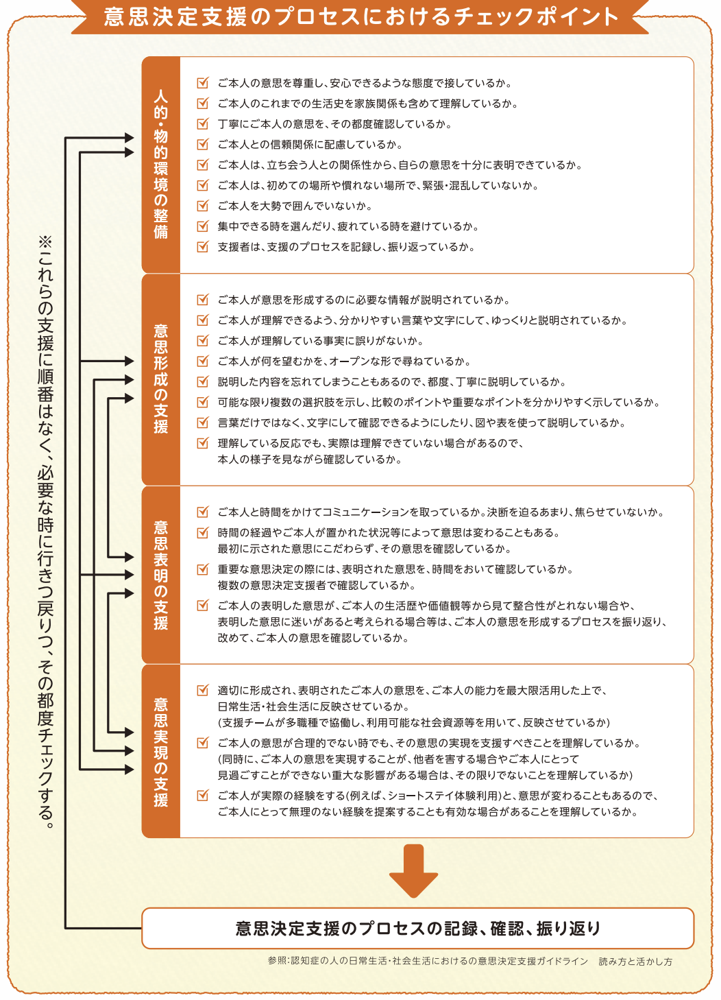 意思決定支援のプロセスにおけるチェックポイント
人的・物的環境の整備
ご本人の意思を尊重し、安心できるような態度で接しているか。
ご本人のこれまでの生活史を家族関係も含めて理解しているか。
丁寧にご本人の意思を、その都度確認しているか。
ご本人との信頼関係に配慮しているか。
ご本人は、立ち会う人との関係性から、自らの意思を十分に表明できているか。
ご本人は、初めての場所や慣れない場所で、緊張・混乱していないか。
ご本人を大勢で囲んでいないか。
集中できる時を選んだり、疲れている時を避けているか。
支援者は、支援のプロセスを記録し、振り返っているか。
意思形成の支援
ご本人が意思を形成するのに必要な情報が説明されているか。
ご本人が理解できるよう、分かりやすい言葉や文字にして、ゆっくりと説明されているか。
ご本人が理解している事実に誤りがないか。
ご本人が何を望むかを、オープンな形で尋ねているか。
説明した内容を忘れてしまうこともあるので、都度、丁寧に説明しているか。
可能な限り複数の選択肢を示し、比較のポイントや重要なポイントを分かりやすく示しているか。
言葉だけではなく、文字にして確認できるようにしたり、図や表を使って説明しているか。
理解している反応でも、実際は理解できていない場合があるので、
本人の様子を見ながら確認しているか。
意思表明の支援
ご本人と時間をかけてコミュニケーションを取っているか。決断を迫るあまり、焦らせていないか。
時間の経過やご本人が置かれた状況等によって意思は変わることもある。
最初に示された意思にこだわらず、その意思を確認しているか。
重要な意思決定の際には、表明された意思を、時間をおいて確認しているか。
複数の意思決定支援者で確認しているか。
ご本人の表明した意思が、ご本人の生活歴や価値観等から見て整合性がとれない場合や、
表明した意思に迷いがあると考えられる場合等は、ご本人の意思を形成するプロセスを振り返り、
改めて、ご本人の意思を確認しているか。
意思実現の支援
適切に形成され、表明されたご本人の意思を、ご本人の能力を最大限活用した上で、
日常生活・社会生活に反映させているか。
(支援チームが多職種で協働し、利用可能な社会資源等を用いて、反映させているか)
ご本人の意思が合理的でない時でも、その意思の実現を支援すべきことを理解しているか。
(同時に、ご本人の意思を実現することが、他者を害する場合やご本人にとって
見過ごすことができない重大な影響がある場合は、その限りでないことを理解しているか)
ご本人が実際の経験をする(例えば、ショートステイ体験利用)と、意思が変わることもあるので、
ご本人にとって無理のない経験を提案することも有効な場合があることを理解しているか。
※これらの支援に順番はなく、必要な時に行きつ戻りつ、その都度チェックする。
意思決定支援のプロセスの記録、確認、振り返り
参照:認知症の人の日常生活・社会生活におけるの意思決定支援ガイドライン 読み方と活かし方